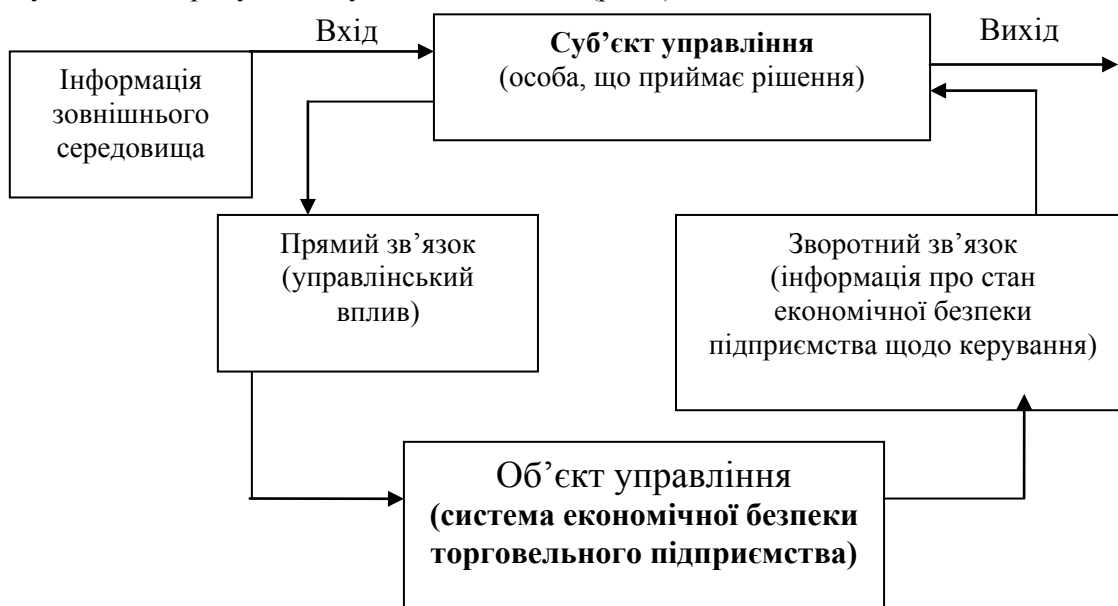 Вхід
Вихід
Суб’єкт управління
(особа, що приймає рішення)
Інформація
зовнішнього
середовища
Прямий зв’язок
(управлінський
вплив)
Зворотний зв’язок
(інформація про стан
економічної безпеки
підприємства щодо керування)
Об’єкт управління
(система економічної безпеки
торговельного підприємства)